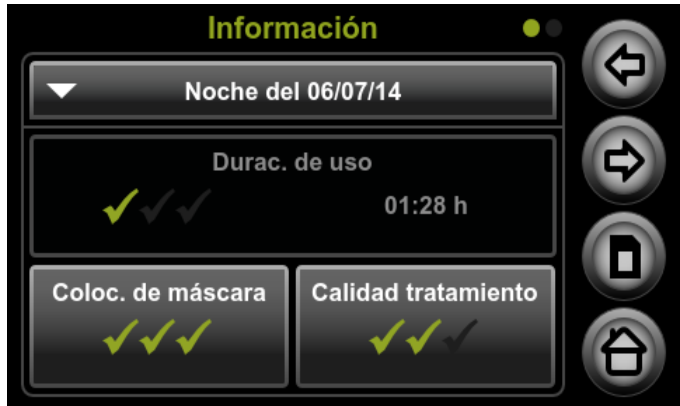 Información
Noche del 06/07/14
Durac. de uso
01:28 h
Coloc. de máscara
Calidad tratamiento